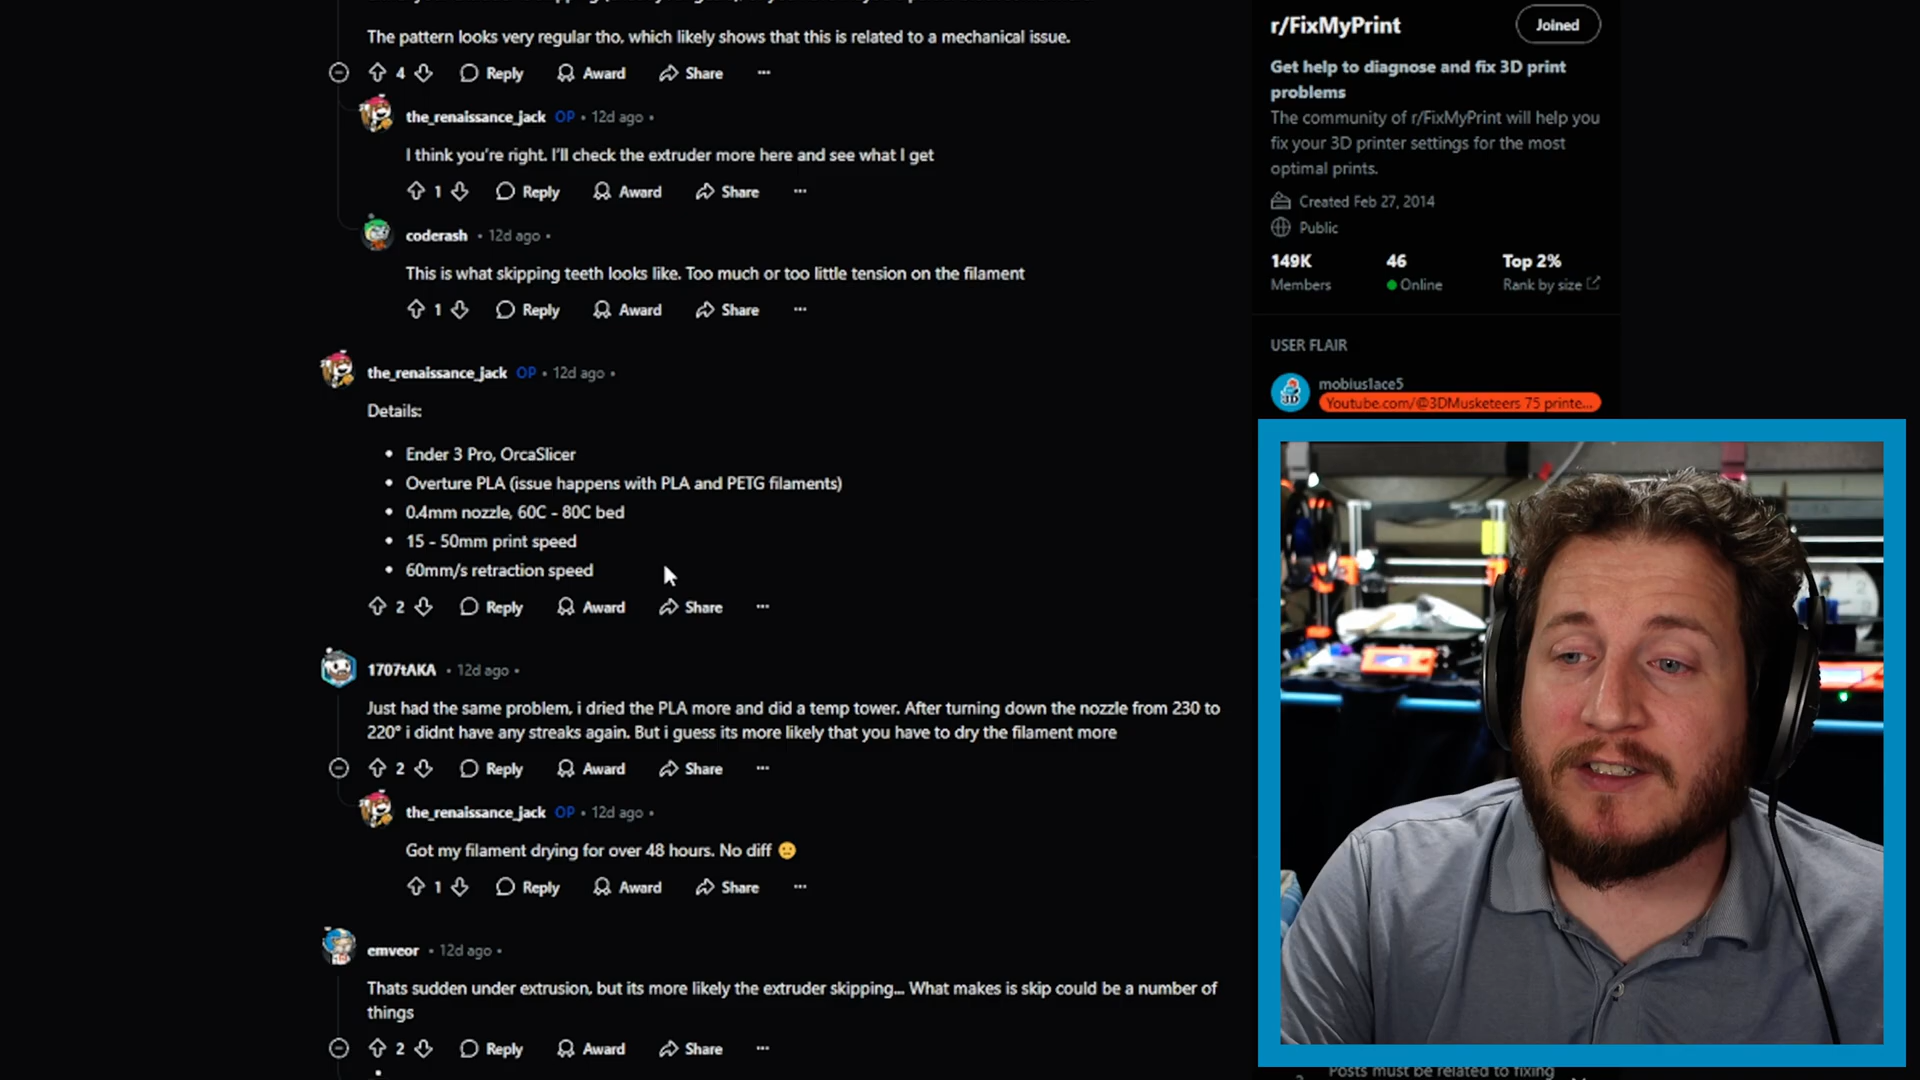 The pattern looks very regular tho, which likely shows that this is related to a mechanical issue.
4 Reply Award Share ...
the_renaissance_jack OP • 12d ago •
I think you're right. I'll check the extruder more here and see what I get
1 Reply Award Share ...
coderash • 12d ago •
This is what skipping teeth looks like. Too much or too little tension on the filament
1 Reply Award Share ...
the_renaissance_jack OP • 12d ago •
Details:
• Ender 3 Pro, OrcaSlicer
• Overture PLA (issue happens with PLA and PETG filaments)
• 0.4mm nozzle, 60C - 80C bed
• 15 - 50mm print speed
• 60mm/s retraction speed
2 Reply Award Share ...
1707tAKA • 12d ago •
Just had the same problem, i dried the PLA more and did a temp tower. After turning down the nozzle from 230 to
220° i didnt have any streaks again. But i guess its more likely that you have to dry the filament more
2 Reply Award Share ...
the_renaissance_jack OP • 12d ago •
Got my filament drying for over 48 hours. No diff 🙁
1 Reply Award Share ...
emveor • 12d ago •
Thats sudden under extrusion, but its more likely the extruder skipping... What makes is skip could be a number of
things
2 Reply Award Share ...
r/FixMyPrint Joined
Get help to diagnose and fix 3D print
problems
The community of r/FixMyPrint will help you
fix your 3D printer settings for the most
optimal prints.
Created Feb 27, 2014
Public
149K 46 Top 2%
Members Online Rank by size
USER FLAIR
mobius1ace5
3D
Youtube.com/@3DMusketeers 75 printe...
Posts must be related to fixing